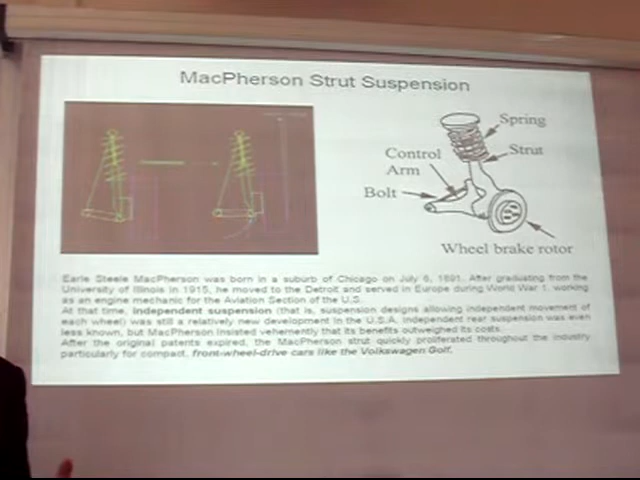 MacPherson Strut Suspension
Spring
Strut
Control
Arm
Bolt
Wheel brake rotor
Earle Steele MacPherson was born in a suburb of Chicago on July 6, 1891. After graduating from the
University of Illinois in 1915, he moved to the Detroit and served in Europe during World War 1, working
as an engine mechanic for the Aviation Section of the U.S.
At that time, independent suspension (that is, suspension designs allowing independent movement of
each wheel) was still a relatively new development in the U.S.A. Independent rear suspension was even
less known, but MacPherson insisted vehemently that its benefits outweighed its costs.
After the original patents expired, the MacPherson strut quickly proliferated throughout the industry
particularly for compact, front-wheel-drive cars like the Volkswagen Golf.